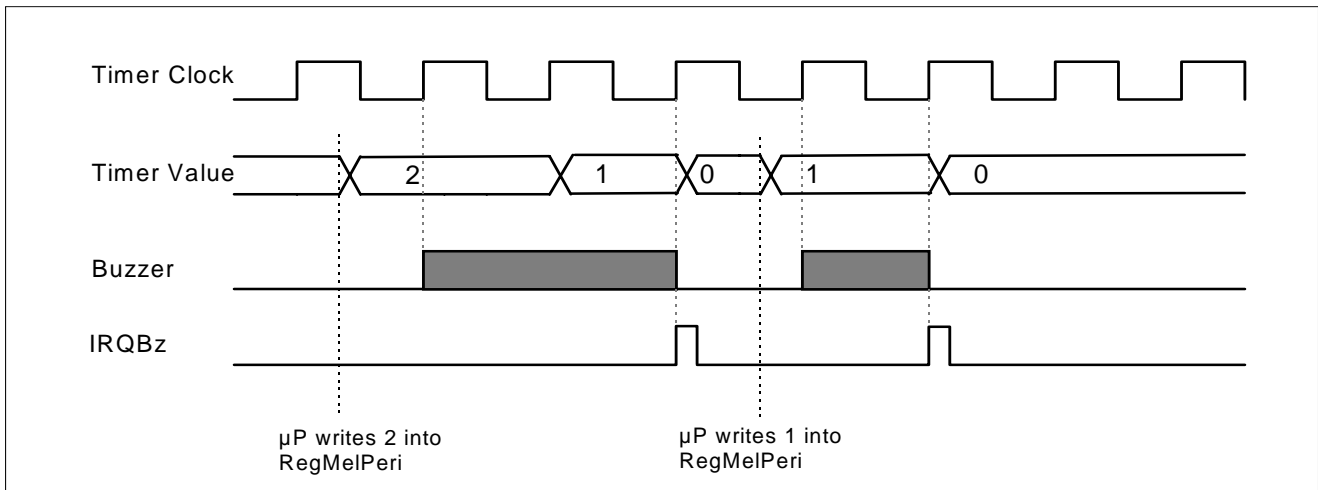 Timer Clock
Timer Value
2
1
0
1
0
Buzzer
IRQBz
µP writes 2 into
RegMelPeri
µP writes 1 into
RegMelPeri